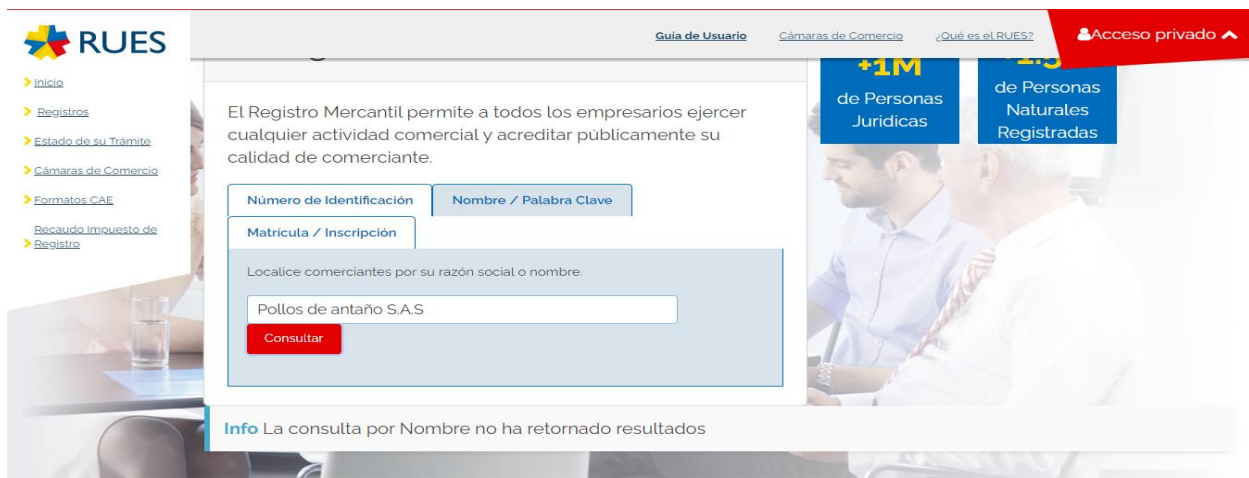 RUES
Guía de Usuario
Cámaras de Comercio
¿Qué es el RUES?
Acceso privado
Inicio
Registros
Estado de su Trámite
Cámaras de Comercio
Formatos CAE
Recaudo Impuesto de
Registro
El Registro Mercantil permite a todos los empresarios ejercer
cualquier actividad comercial y acreditar públicamente su
calidad de comerciante.
Número de Identificación
Nombre / Palabra Clave
Matrícula / Inscripción
Localice comerciantes por su razón social o nombre.
Pollos de antaño S.A.S
Consultar
+1M
de Personas
Juridicas
de Personas
Naturales
Registradas
Info La consulta por Nombre no ha retornado resultados